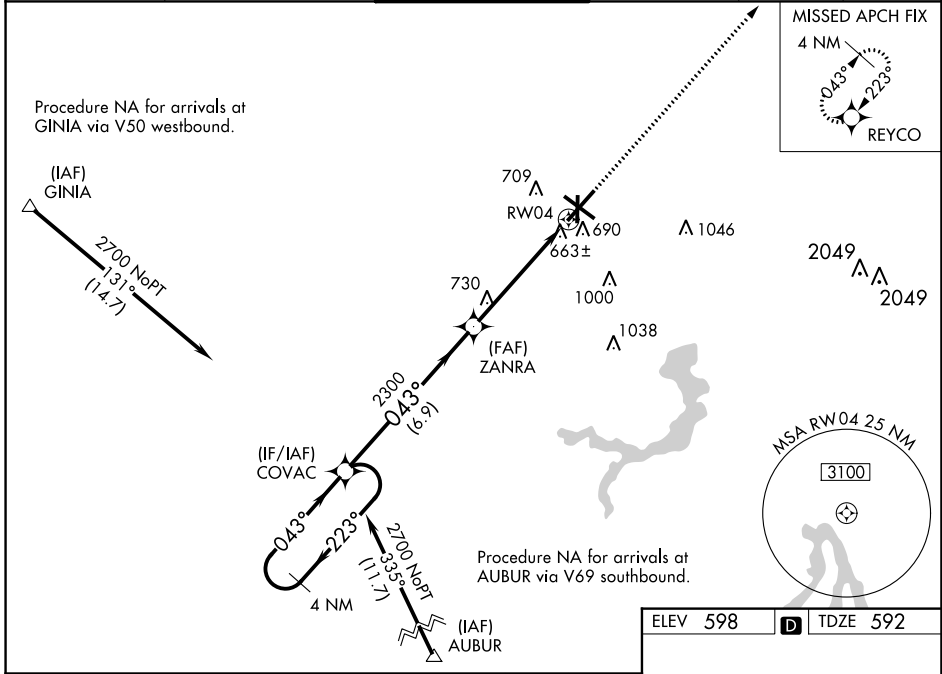 MISSED APCH FIX
4 NM
043°
223°
REYCO
Procedure NA for arrivals at
GINIA via V50 westbound.
(IAF)
GINIA
2700 NoPT
131°
(14.7)
709
RW04
690
663±
1046
2049
2049
730
1000
1038
(FAF)
ZANRA
2300
043°
(6.9)
(IF/IAF)
COVAC
043°
223°
4 NM
2700 NoPT
335°
(11.7)
(IAF)
AUBUR
Procedure NA for arrivals at
AUBUR via V69 southbound.
MSA RW04 25 NM
3100
ELEV 598 D TDZE 592